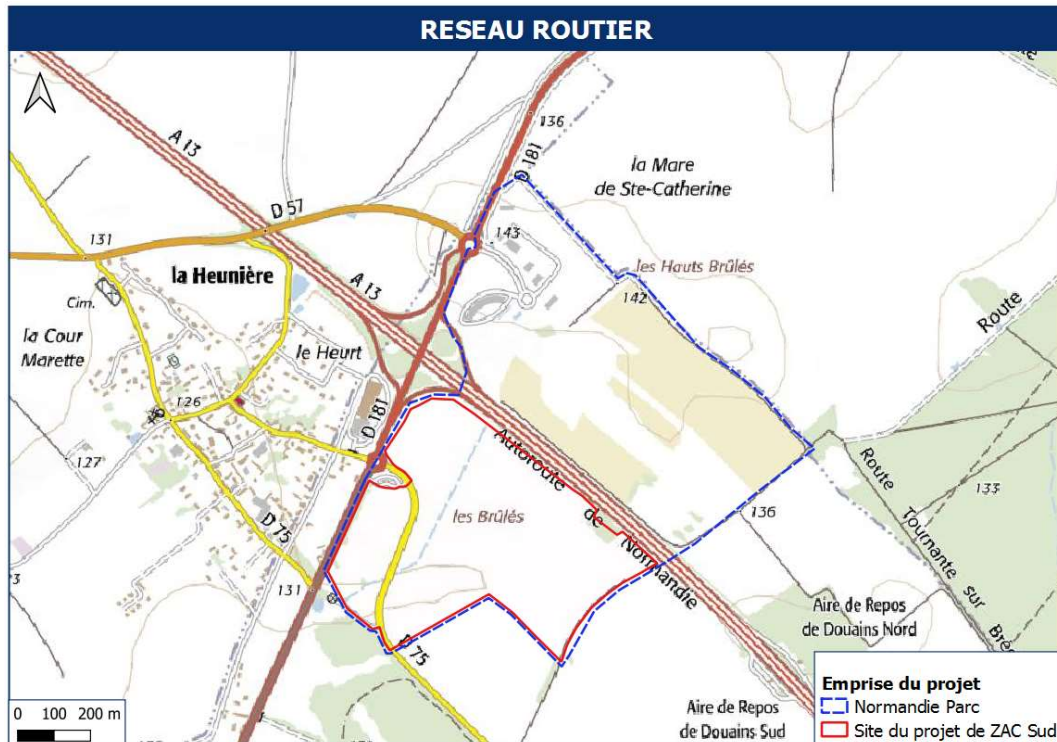 RESEAU ROUTIER
A 13
136
D 181
la Mare
de Ste-Catherine
D 57
143
131
la Heunière
A 13
les Hauts Brûlés
142
Cim.
la Cour
Marette
le Heurt
Route
126
D 181
127
Autoroute
de
Normandie
Route
Tournante
sur
133
les Brûlés
136
D 75
131
D 75
Aire de Repos
de Douains Nord
Aire de Repos
de Douains Sud
0 100 200 m
Emprise du projet
Normandie Parc
Site du projet de ZAC Sud